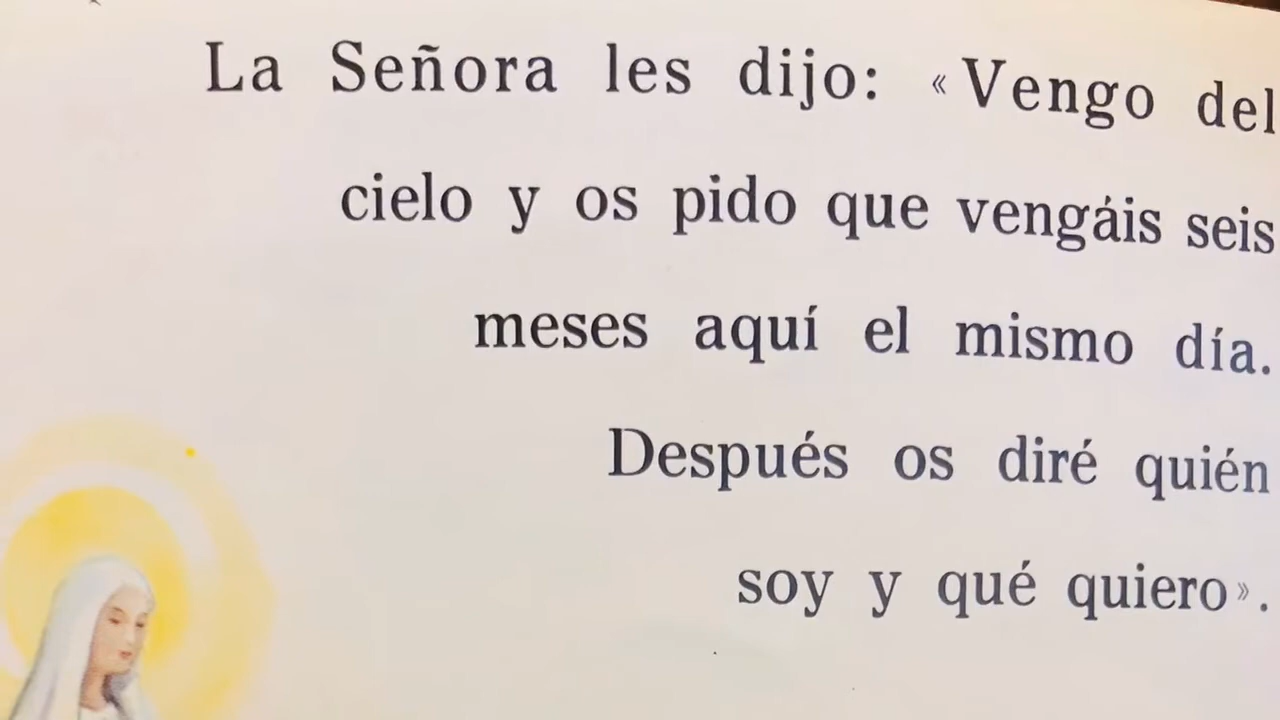 La Señora les dijo: «Vengo del
cielo y os pido que vengáis seis
meses aquí el mismo día.
Después os diré quién
soy y qué quiero».